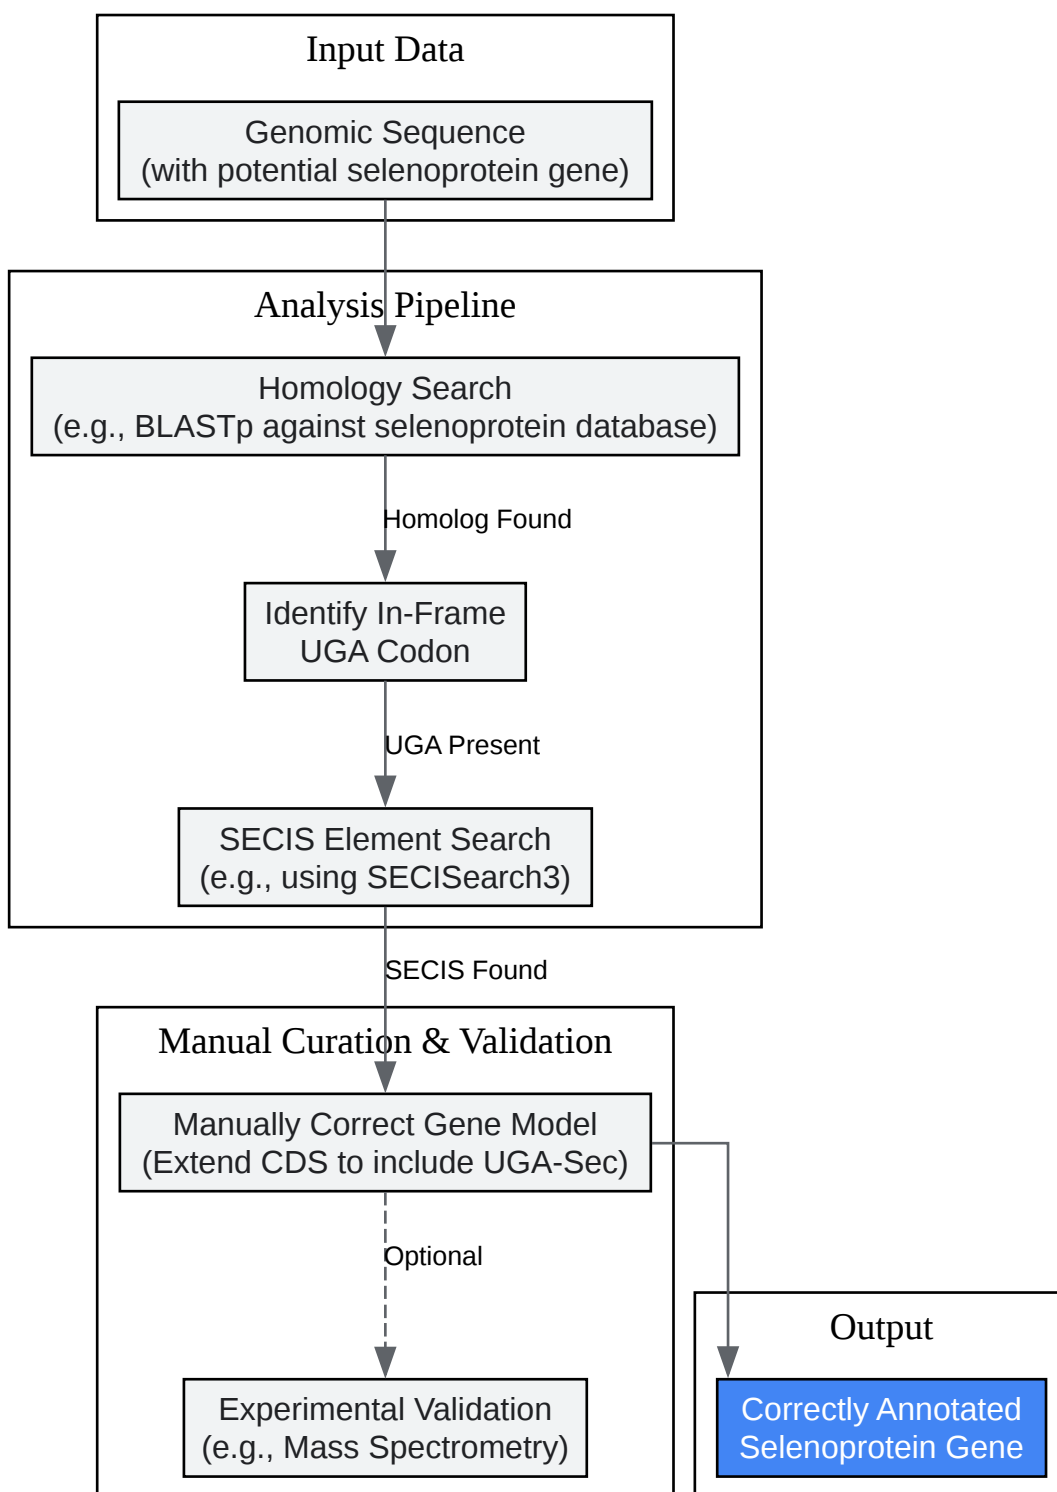 Input Data
Genomic Sequence
(with potential selenoprotein gene)
Analysis Pipeline
Homology Search
(e.g., BLASTp against selenoprotein database)
Homolog Found
Identify In-Frame
UGA Codon
UGA Present
SECIS Element Search
(e.g., using SECISearch3)
SECIS Found
Manual Curation & Validation
Manually Correct Gene Model
(Extend CDS to include UGA-Sec)
Optional
Experimental Validation
(e.g., Mass Spectrometry)
Output
Correctly Annotated
Selenoprotein Gene